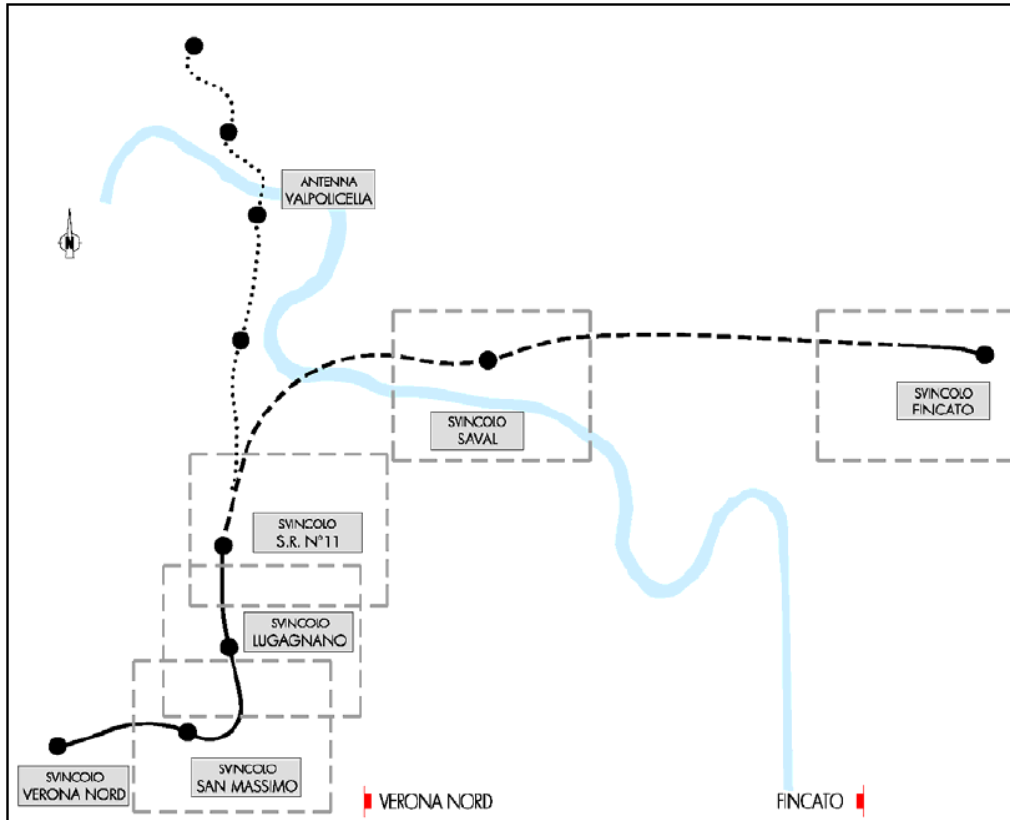 ANTENNA
VALPOLICELLA
N
SVINCOLO
SAVAL
SVINCOLO
FINCATO
SVINCOLO
S.R. N°11
SVINCOLO
LUGAGNANO
SVINCOLO
VERONA NORD
SVINCOLO
SAN MASSIMO
VERONA NORD
FINCATO